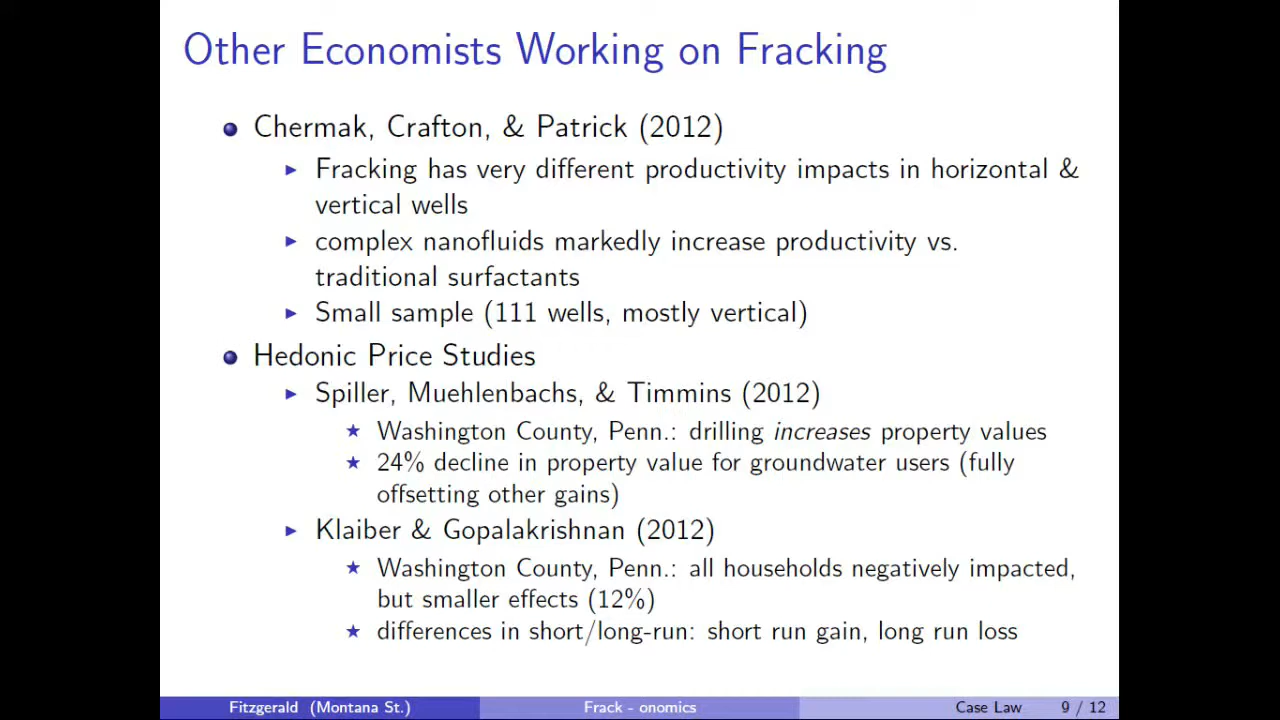 Other Economists Working on Fracking
Chermak, Crafton, & Patrick (2012)
Fracking has very different productivity impacts in horizontal &
vertical wells
complex nanofluids markedly increase productivity vs.
traditional surfactants
Small sample (111 wells, mostly vertical)
Hedonic Price Studies
Spiller, Muehlenbachs, & Timmins (2012)
Washington County, Penn.: drilling increases property values
24% decline in property value for groundwater users (fully
offsetting other gains)
Klaiber & Gopalakrishnan (2012)
Washington County, Penn.: all households negatively impacted,
but smaller effects (12%)
differences in short/long-run: short run gain, long run loss
Fitzgerald (Montana St.) Frack - onomics Case Law 9 / 12